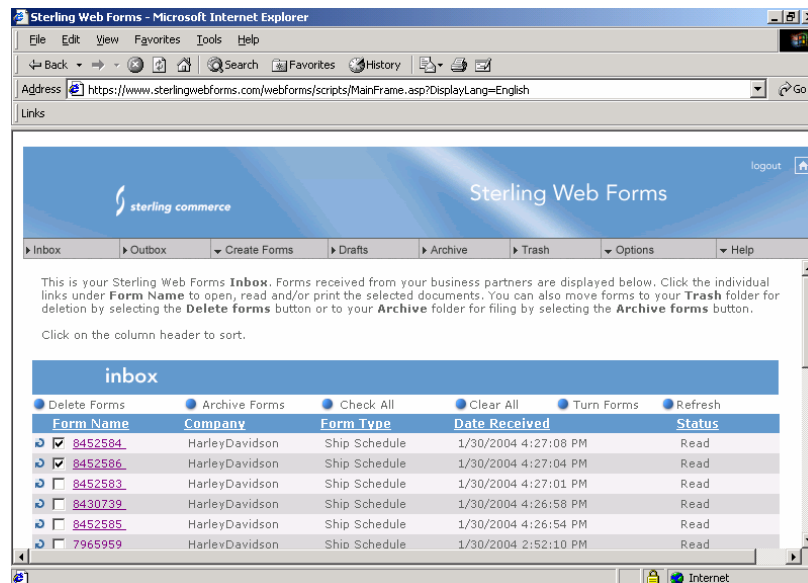 Sterling Web Forms - Microsoft Internet Explorer
File Edit View Favorites Tools Help
Back Search Favorites History
Address https://www.sterlingwebforms.com/webforms/scripts/MainFrame.asp?DisplayLang=English Go
Links
logout
sterling commerce Sterling Web Forms
Inbox Outbox Create Forms Drafts Archive Trash Options Help
This is your Sterling Web Forms Inbox. Forms received from your business partners are displayed below. Click the individual
links under Form Name to open, read and/or print the selected documents. You can also move forms to your Trash folder for
deletion by selecting the Delete forms button or to your Archive folder for filing by selecting the Archive forms button.
Click on the column header to sort.
inbox
Delete Forms Archive Forms Check All Clear All Turn Forms Refresh
Form Name Company Form Type Date Received Status
8452584 HarleyDavidson Ship Schedule 1/30/2004 4:27:08 PM Read
8452586 HarleyDavidson Ship Schedule 1/30/2004 4:27:04 PM Read
8452583 HarleyDavidson Ship Schedule 1/30/2004 4:27:01 PM Read
8430739 HarleyDavidson Ship Schedule 1/30/2004 4:26:58 PM Read
8452585 HarleyDavidson Ship Schedule 1/30/2004 4:26:54 PM Read
7965959 HarleyDavidson Ship Schedule 1/30/2004 2:52:10 PM Read
Internet